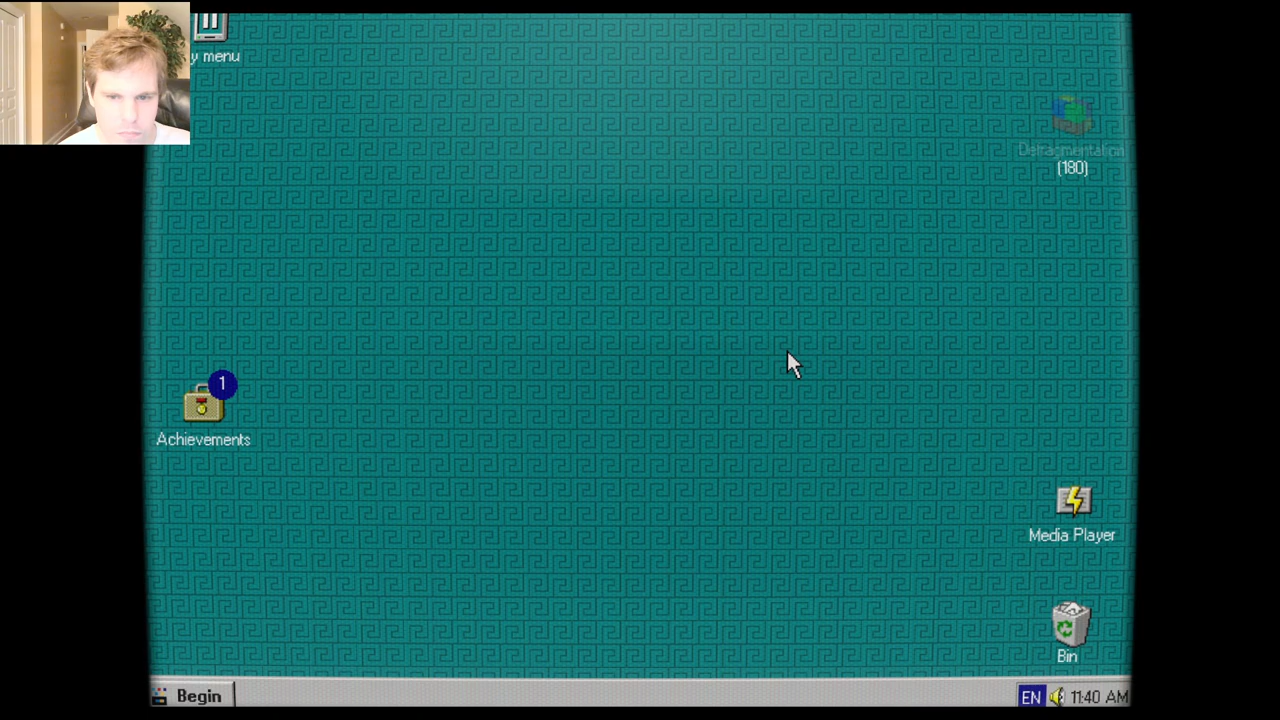 y menu
Defragmentation
(180)
1
Achievements
Media Player
Bin
Begin
EN
11:40 AM